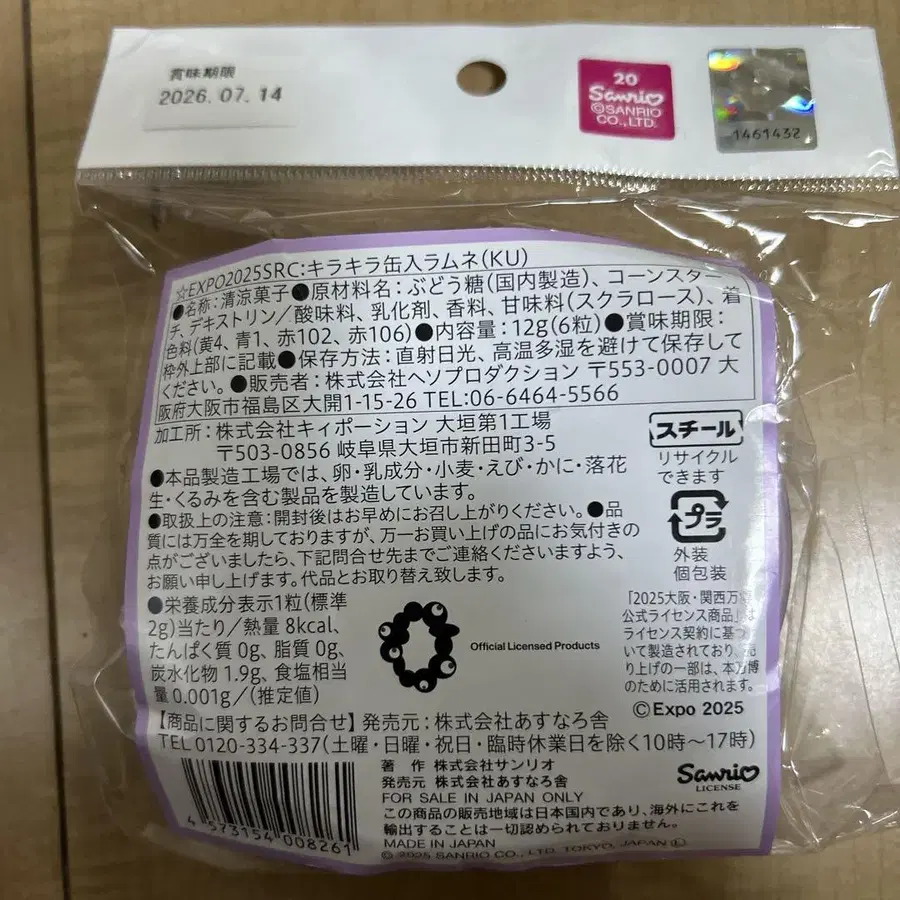 賞味期限
2026.07.14
20
Sanrio
©SANRIO
CO.,LTD.
1461432
☆EXPO2025SRC:キラキラ缶入ラムネ(KU)
●名称:清涼菓子●原材料名:ぶどう糖(国内製造)、コーンスター
チ、デキストリン/酸味料、乳化剤、香料、甘味料(スクラロース)、着
色料(黄4、青1、赤102、赤106)●内容量:12g(6粒)●賞味期限:
枠外上部に記載●保存方法:直射日光、高温多湿を避けて保存して
ください。●販売者:株式会社ヘソプロダクション 〒553-0007 大
阪府大阪市福島区大開1-15-26 TEL:06-6464-5566
加工所:株式会社キィポーション 大垣第1工場
〒503-0856 岐阜県大垣市新田町3-5
●本品製造工場では、卵・乳成分・小麦・えび・かに・落花
生・くるみを含む製品を製造しています。
●取扱上の注意:開封後はお早めにお召し上がりください。●品
質には万全を期しておりますが、万一お買い上げの品にお気付きの
点がございましたら、下記問合せ先までご連絡くださいますよう、
お願い申し上げます。代品とお取り替え致します。
スチール
リサイクル
できます
プラ
外装
個包装
●栄養成分表示1粒(標準
2g)当たり/熱量 8kcal、
たんぱく質 0g、脂質 0g、
炭水化物 1.9g、食塩相当
量 0.001g/(推定値)
Official Licensed Products
「2025大阪・関西万博
公式ライセンス商品」は
ライセンス契約に基づ
いて製造されており、売
り上げの一部は、本万博
のために活用されます。
©Expo 2025
【商品に関するお問合せ】発売元:株式会社あすなろ舎
TEL 0120-334-337(土曜・日曜・祝日・臨時休業日を除く10時~17時)
著 作 株式会社サンリオ
発売元 株式会社あすなろ舎
FOR SALE IN JAPAN ONLY
この商品の販売地域は日本国内であり、海外にこれを
輸出することは一切認められておりません。
MADE IN JAPAN
© 2025 SANRIO CO., LTD. TOKYO, JAPAN Ⓛ
Sanrio
LICENSE
4 573154 008261